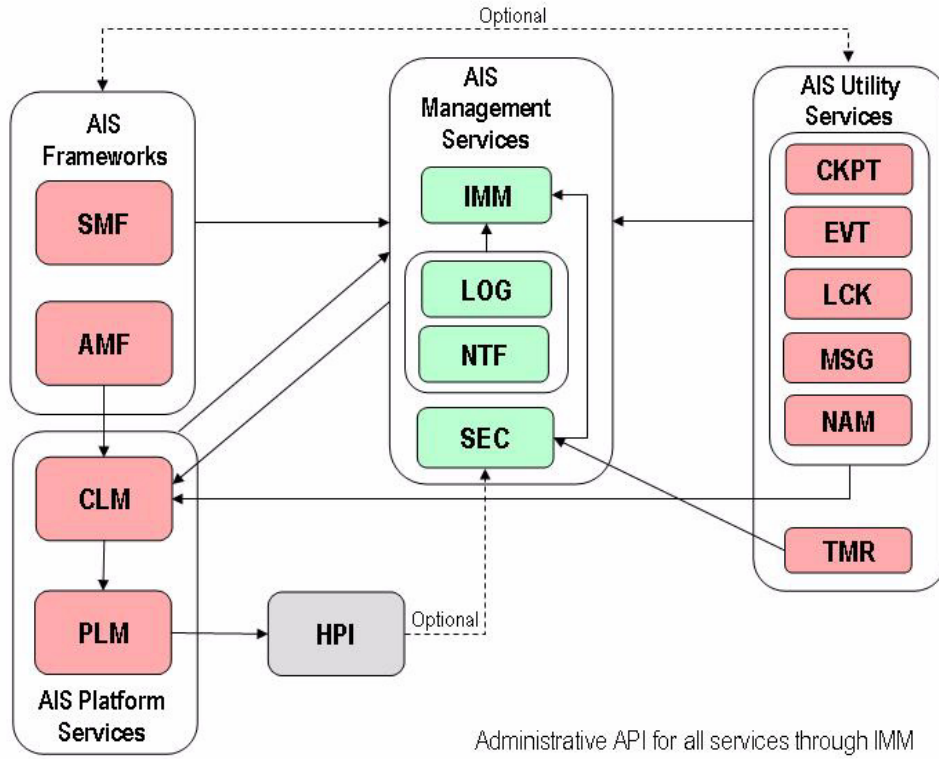 Optional
AIS
Frameworks
SMF
AMF
AIS
Management
Services
IMM
LOG
NTF
SEC
AIS Utility
Services
CKPT
EVT
LCK
MSG
NAM
TMR
CLM
PLM
AIS Platform
Services
HPI
Optional
Administrative API for all services through IMM